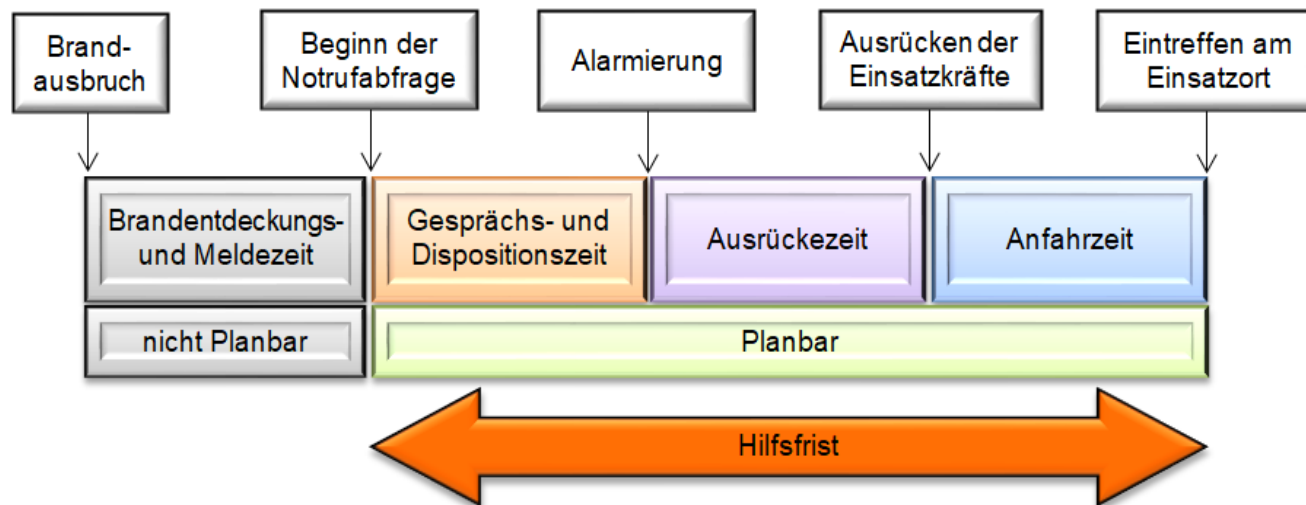 Brand-
ausbruch
Beginn der
Notrufabfrage
Alarmierung
Ausrücken der
Einsatzkräfte
Eintreffen am
Einsatzort
Brandentdeckungs-
und Meldezeit
Gesprächs- und
Dispositionszeit
Ausrückezeit
Anfahrzeit
nicht Planbar
Planbar
Hilfsfrist